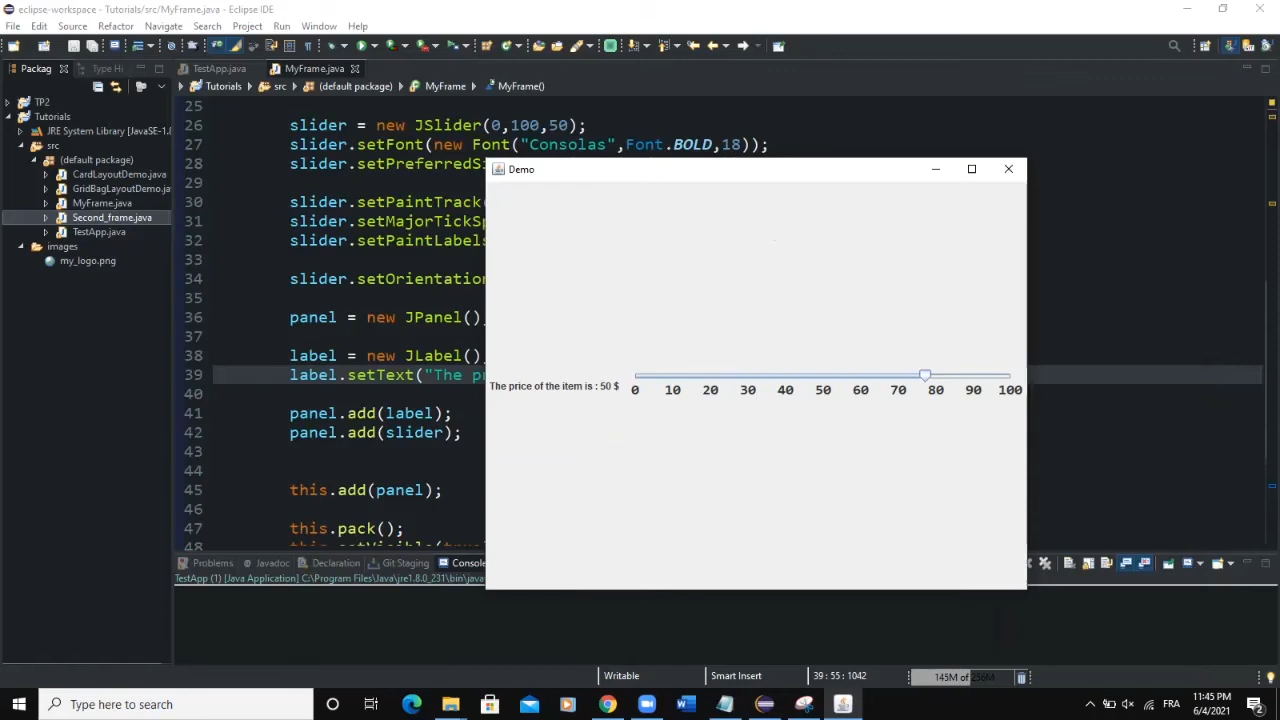 eclipse-workspace - Tutorials/src/MyFrame.java - Eclipse IDE
File Edit Source Refactor Navigate Search Project Run Window Help
Packag Type Hi TestApp.java MyFrame.java
Tutorials src (default package) MyFrame MyFrame()
TP2
Tutorials
JRE System Library [JavaSE-1.
src
(default package)
CardLayoutDemo.java
GridBagLayoutDemo.ja
MyFrame.java
Second_frame.java
TestApp.java
images
my_logo.png
25
26 slider = new JSlider(0,100,50);
27 slider.setFont(new Font("Consolas",Font.BOLD,18));
28 slider.setPreferredSi
29
30 slider.setPaintTrack(
31 slider.setMajorTickSp
32 slider.setPaintLabels
33
34 slider.setOrientation
35
36 panel = new JPanel()
37
38 label = new JLabel()
39 label.setText("The pr
40
41 panel.add(label);
42 panel.add(slider);
43
44
45 this.add(panel);
46
47 this.pack();
48
Demo
The price of the item is : 50 $
0 10 20 30 40 50 60 70 80 90 100
Problems Javadoc Declaration Git Staging Console
TestApp (1) [Java Application] C:\Program Files\Java\jre1.8.0_231\bin\java
Writable Smart Insert 39 : 55 : 1042 145M of 256M
Type here to search
FRA
11:45 PM
6/4/2021
2